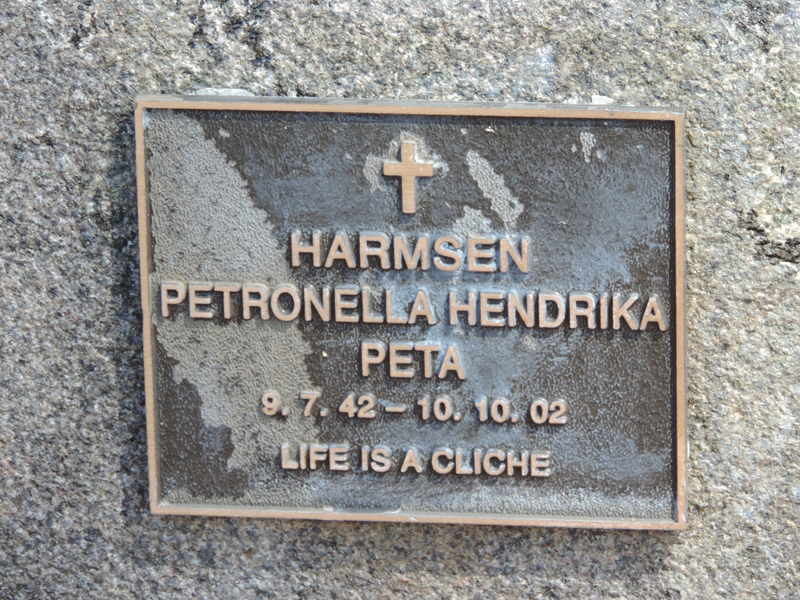 HARMSEN
PETRONELLA HENDRIKA
PETA
9. 7. 42 – 10. 10. 02
LIFE IS A CLICHE